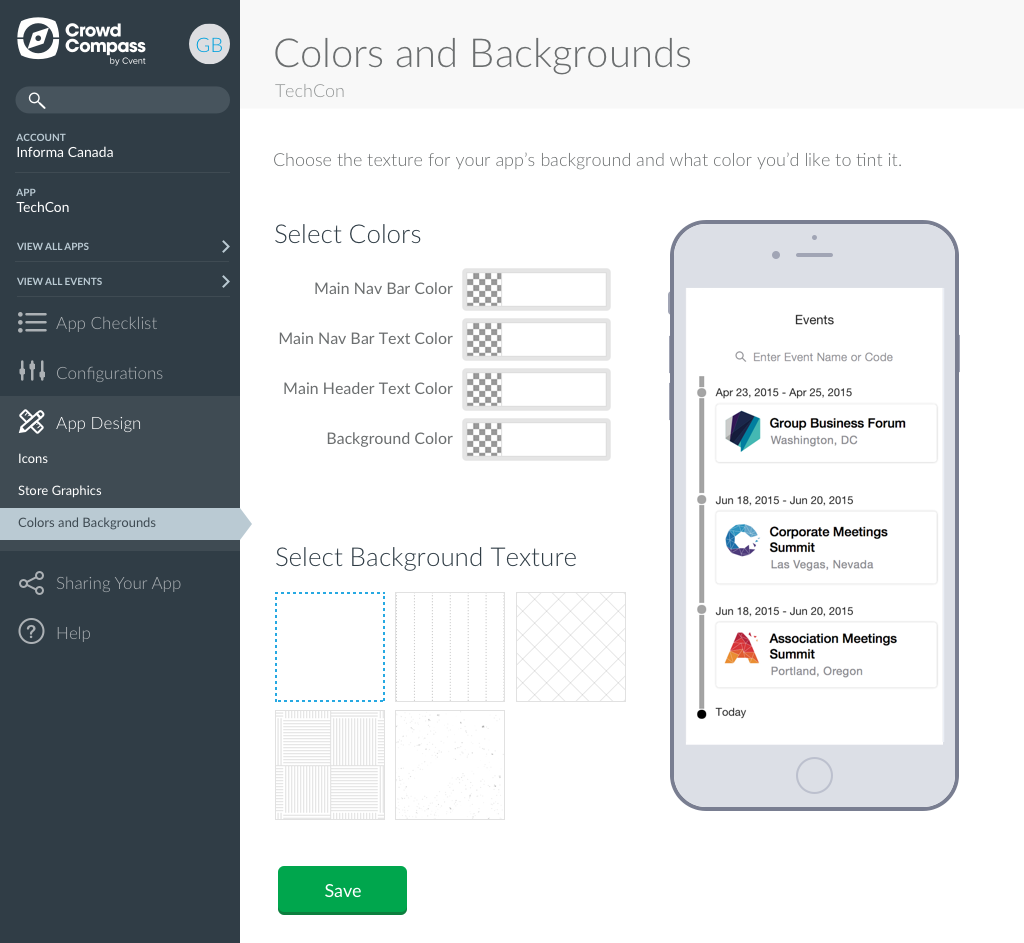 Crowd
Compass
by Cvent
GB
ACCOUNT
Informa Canada
APP
TechCon
VIEW ALL APPS
VIEW ALL EVENTS
App Checklist
Configurations
App Design
Icons
Store Graphics
Colors and Backgrounds
Sharing Your App
?
Help
Colors and Backgrounds
TechCon
Choose the texture for your app's background and what color you'd like to tint it.
Select Colors
Main Nav Bar Color
Main Nav Bar Text Color
Main Header Text Color
Background Color
Select Background Texture
Save
Events
Enter Event Name or Code
Apr 23, 2015 - Apr 25, 2015
Group Business Forum
Washington, DC
Jun 18, 2015 - Jun 20, 2015
Corporate Meetings
Summit
Las Vegas, Nevada
Jun 18, 2015 - Jun 20, 2015
Association Meetings
Summit
Portland, Oregon
Today